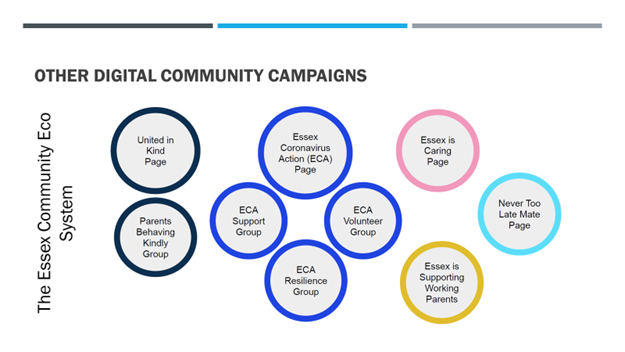 OTHER DIGITAL COMMUNITY CAMPAIGNS
The Essex Community Eco
System
United in
Kind
Page
Parents
Behaving
Kindly
Group
Essex
Coronavirus
Action (ECA)
Page
ECA
Support
Group
ECA
Volunteer
Group
ECA
Resilience
Group
Essex is
Caring
Page
Never Too
Late Mate
Page
Essex is
Supporting
Working
Parents